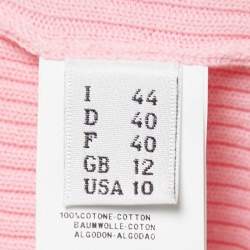 I 44
D 40
F 40
GB 12
USA 10
100%COTONE-COTTON
BAUMWOLLE-COTON
ALGODON-ALGODAO